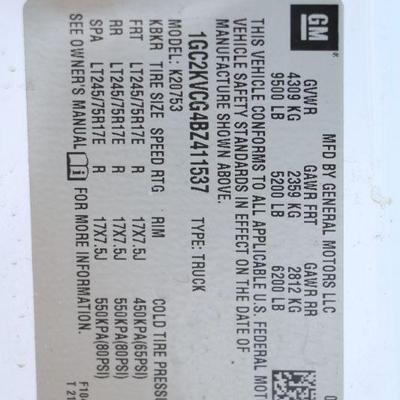 GM
MFD BY GENERAL MOTORS LLC
GVWR GAWR FRT GAWR RR
4309 KG 2359 KG 2812 KG
9500 LB 5200 LB 6200 LB
THIS VEHICLE CONFORMS TO ALL APPLICABLE U.S. FEDERAL MOT
VEHICLE SAFETY STANDARDS IN EFFECT ON THE DATE OF
MANUFACTURE SHOWN ABOVE.
1GC2KVCG4BZ411537 TYPE: TRUCK
MODEL: K20753
KBKR TIRE SIZE SPEED RTG RIM COLD TIRE PRESSU
FRT LT245/75R17E R 17X7.5J 450KPA(65PSI)
RR LT245/75R17E R 17X7.5J 550KPA(80PSI)
SPA LT245/75R17E R 17X7.5J 550KPA(80PSI)
SEE OWNER'S MANUAL FOR MORE INFORMATION.
T 21